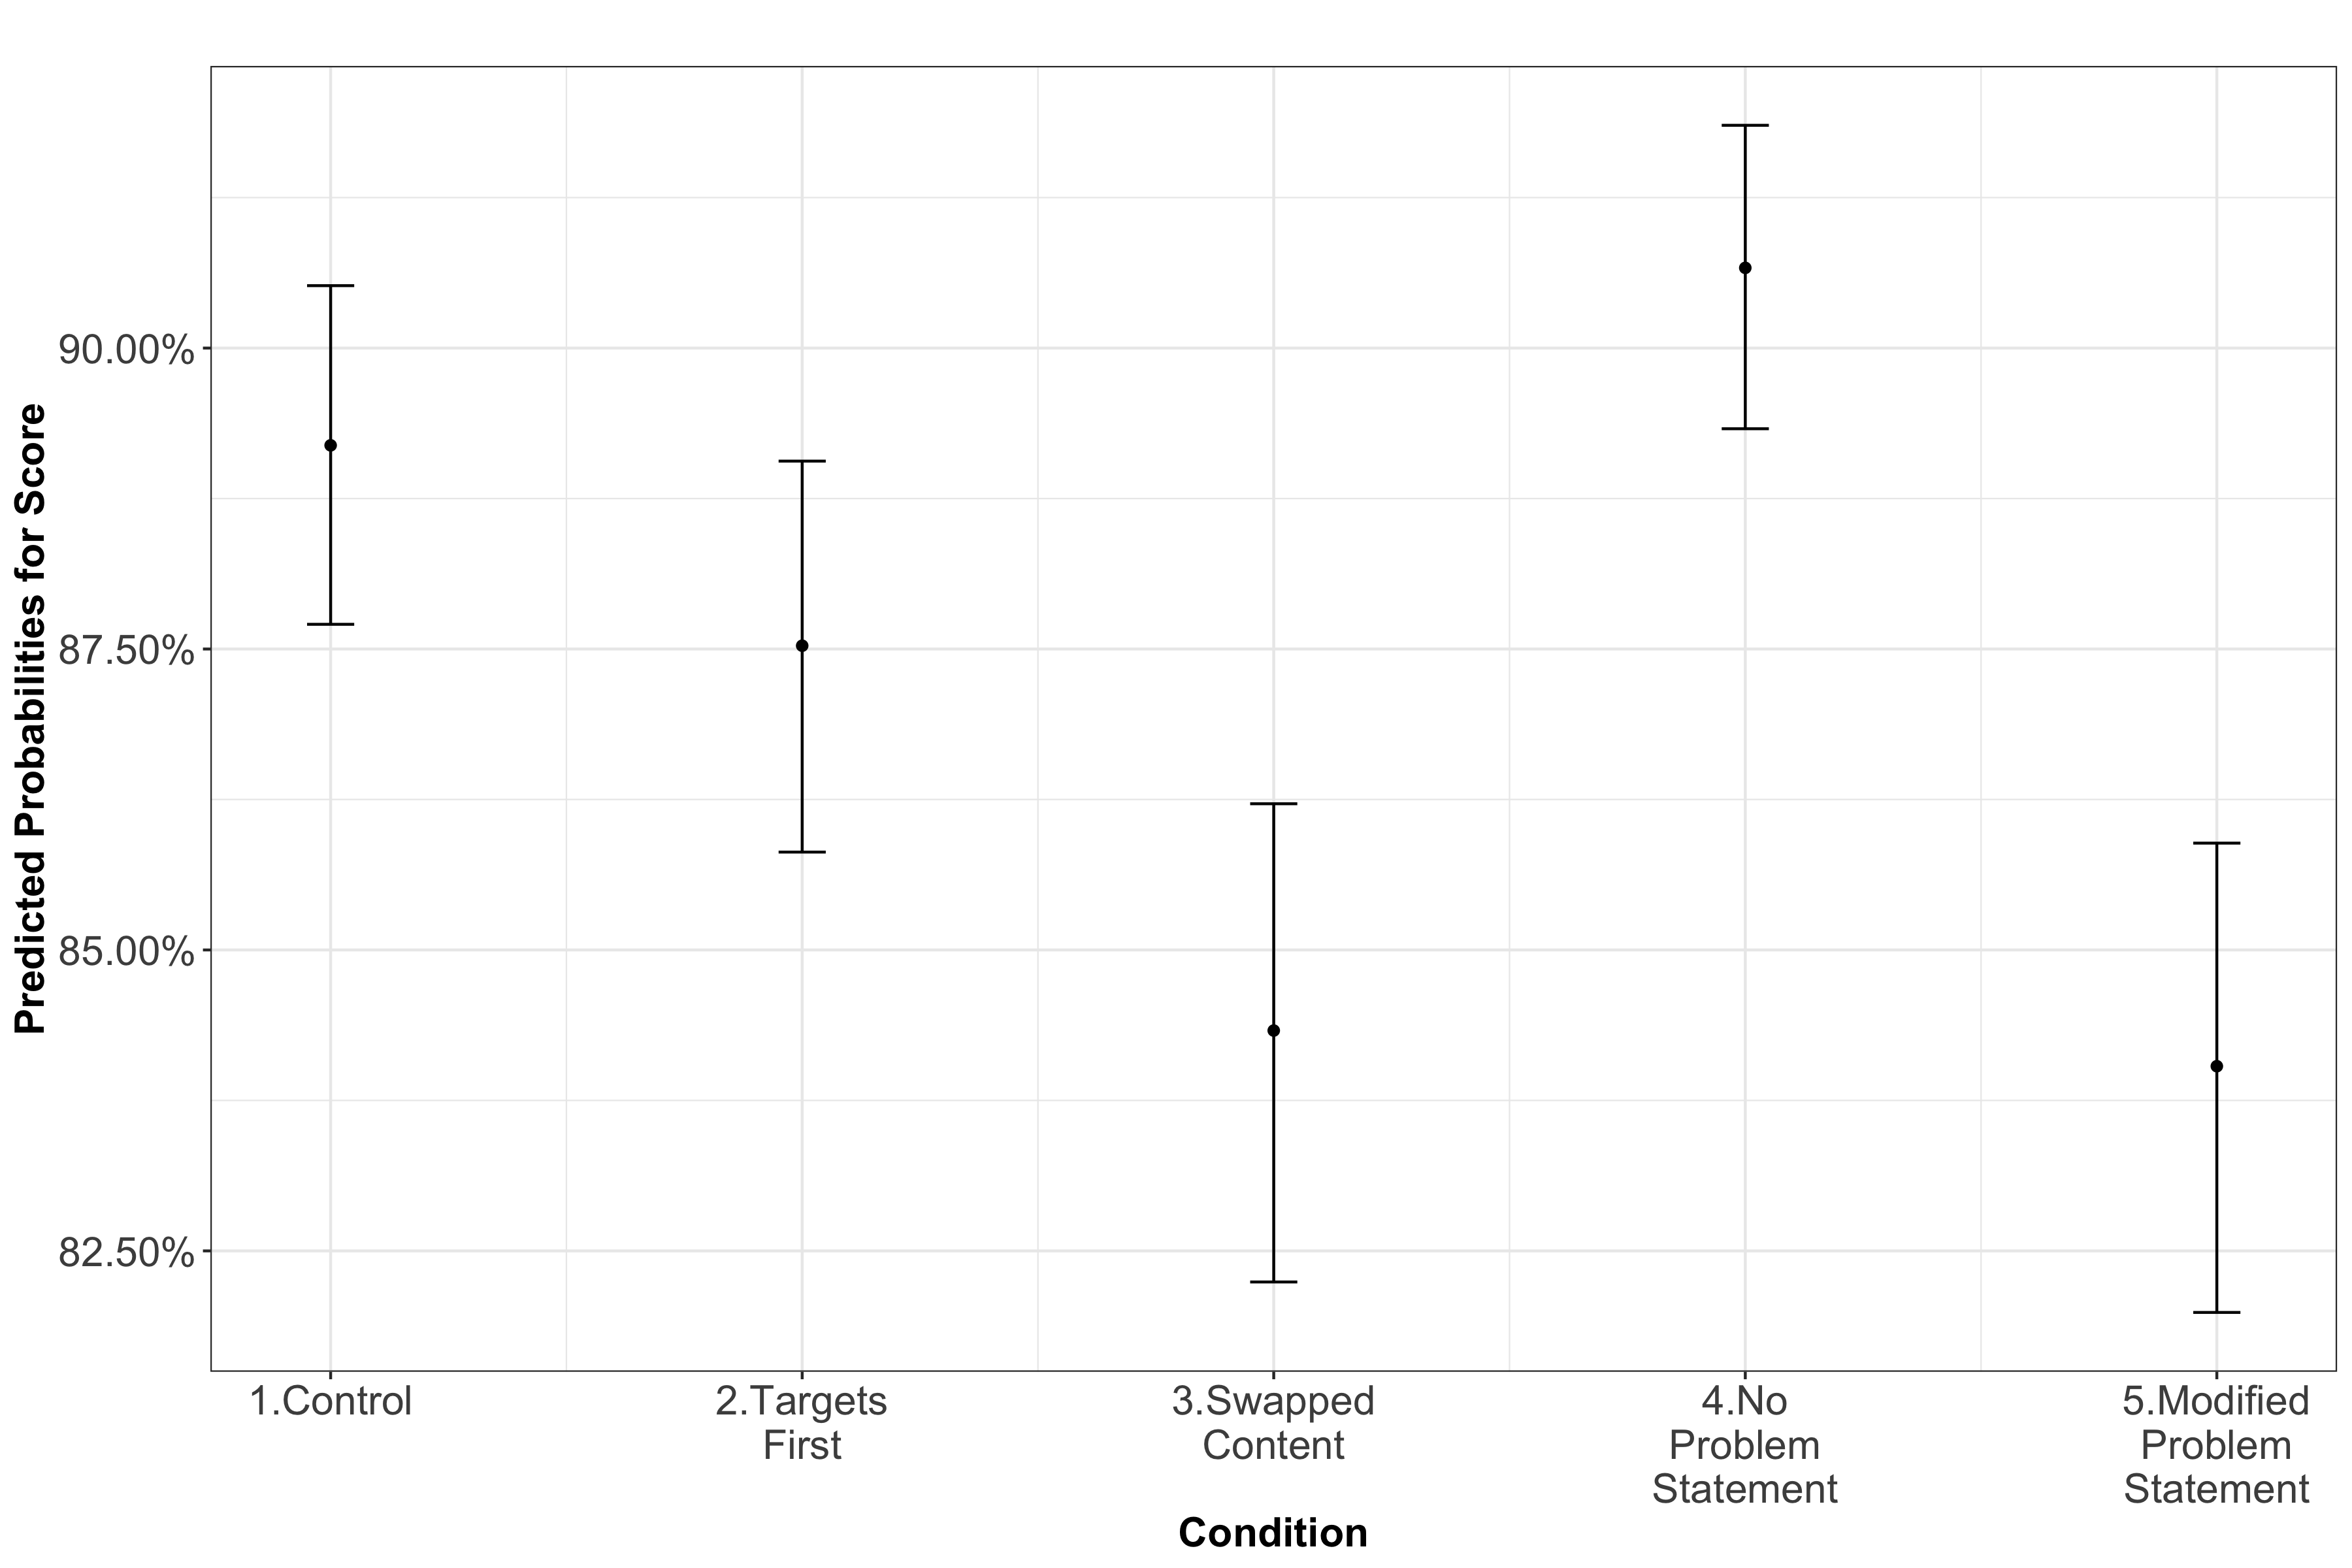 Predicted Probabilities for Score
90.00%
87.50%
85.00%
82.50%
1.Control
2.Targets
First
3.Swapped
Content
4.No
Problem
Statement
5.Modified
Problem
Statement
Condition